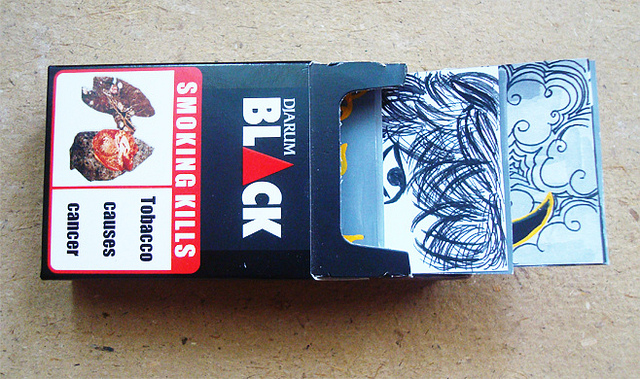 SMOKING KILLS
Tobacco
causes
cancer
DJARUM
BLACK